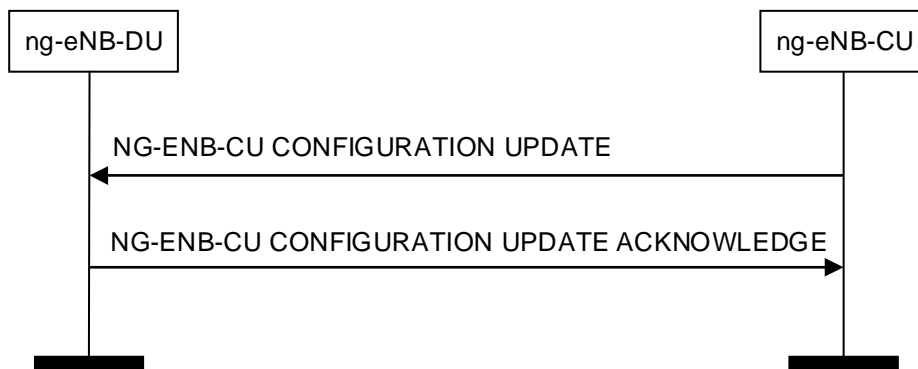 ng-eNB-DU
ng-eNB-CU
NG-ENB-CU CONFIGURATION UPDATE
NG-ENB-CU CONFIGURATION UPDATE ACKNOWLEDGE